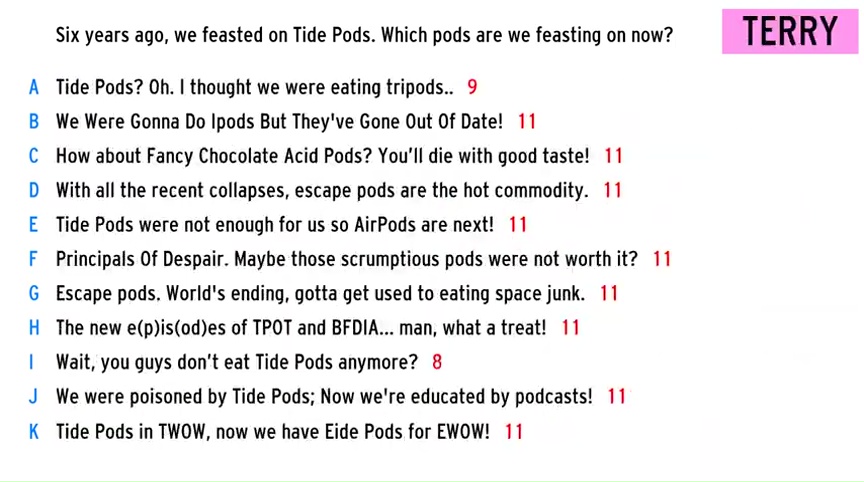 Six years ago, we feasted on Tide Pods. Which pods are we feasting on now?
TERRY
A Tide Pods? Oh. I thought we were eating tripods.. 9
B We Were Gonna Do Ipods But They've Gone Out Of Date! 11
C How about Fancy Chocolate Acid Pods? You'll die with good taste! 11
D With all the recent collapses, escape pods are the hot commodity. 11
E Tide Pods were not enough for us so AirPods are next! 11
F Principals Of Despair. Maybe those scrumptious pods were not worth it? 11
G Escape pods. World's ending, gotta get used to eating space junk. 11
H The new e(p)is(od)es of TPOT and BFDIA... man, what a treat! 11
I Wait, you guys don't eat Tide Pods anymore? 8
J We were poisoned by Tide Pods; Now we're educated by podcasts! 11
K Tide Pods in TWOW, now we have Eide Pods for EWOW! 11